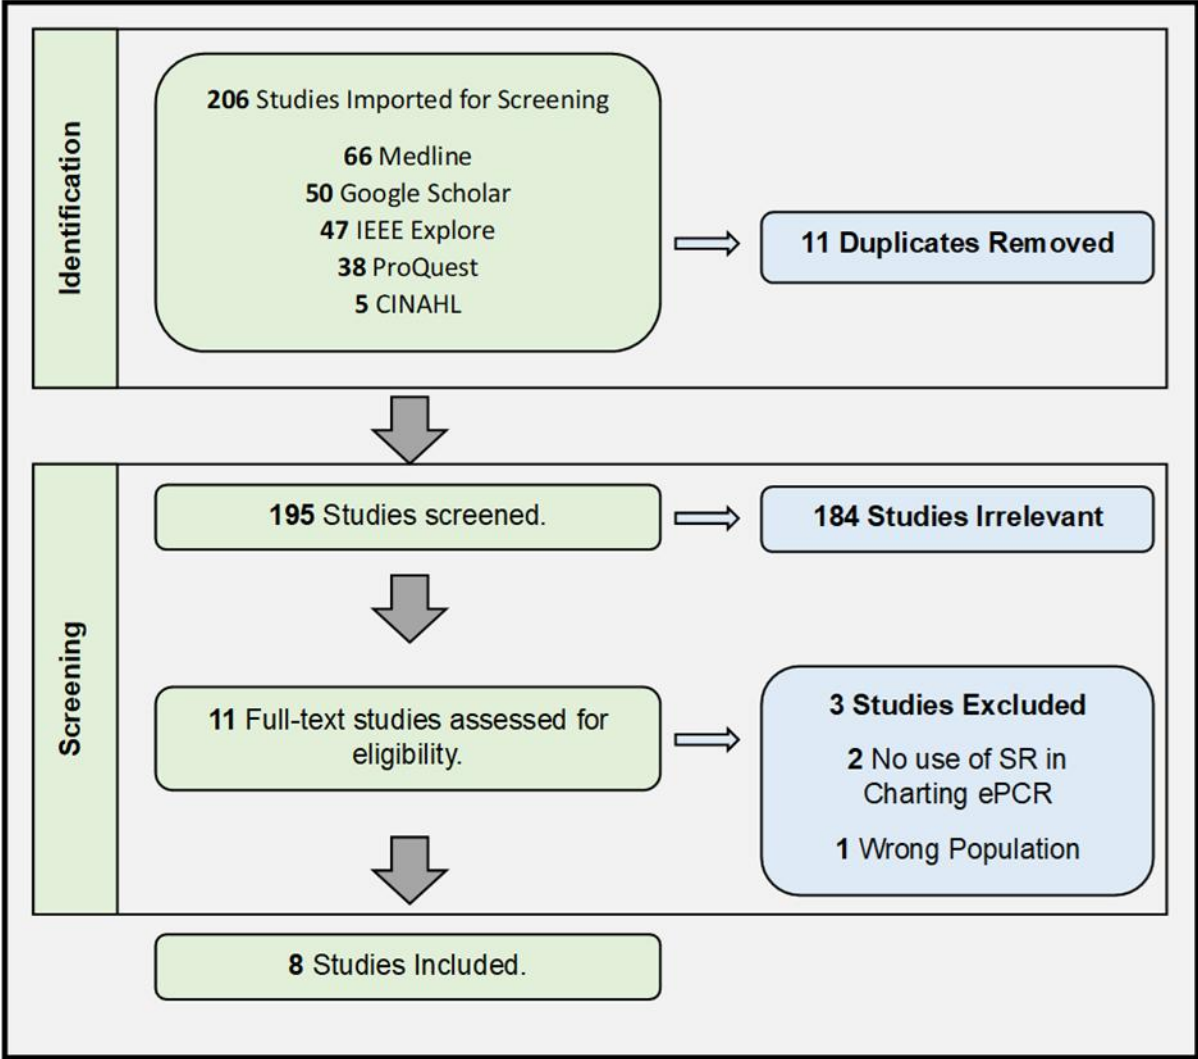 Identification
206 Studies Imported for Screening
66 Medline
50 Google Scholar
47 IEEE Explore
38 ProQuest
5 CINAHL
11 Duplicates Removed
Screening
195 Studies screened.
184 Studies Irrelevant
11 Full-text studies assessed for
eligibility.
3 Studies Excluded
2 No use of SR in
Charting ePCR
1 Wrong Population
8 Studies Included.